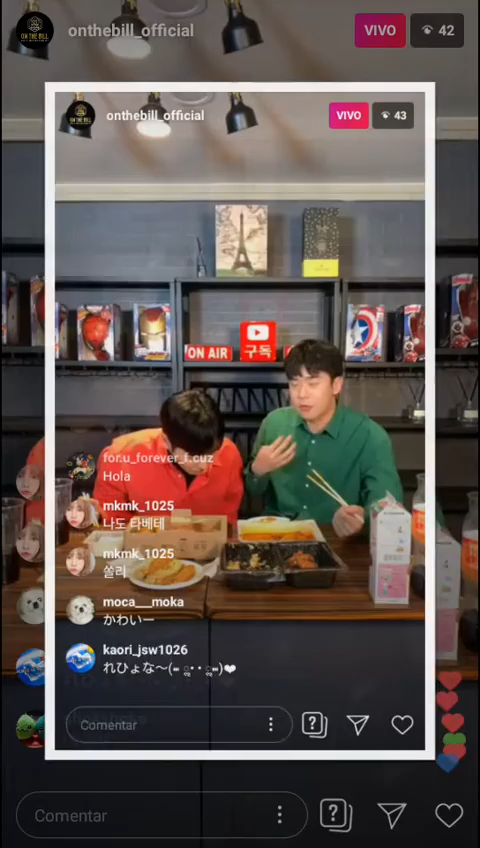 onthebill_official
VIVO
42
onthebill_official
VIVO
43
ON AIR
구독
for.u_forever_f.cuz
Hola
mkmk_1025
나도 타베테
mkmk_1025
쏠리
moca__moka
かわいー
kaori_jsw1026
れひょな〜
Comentar
Comentar